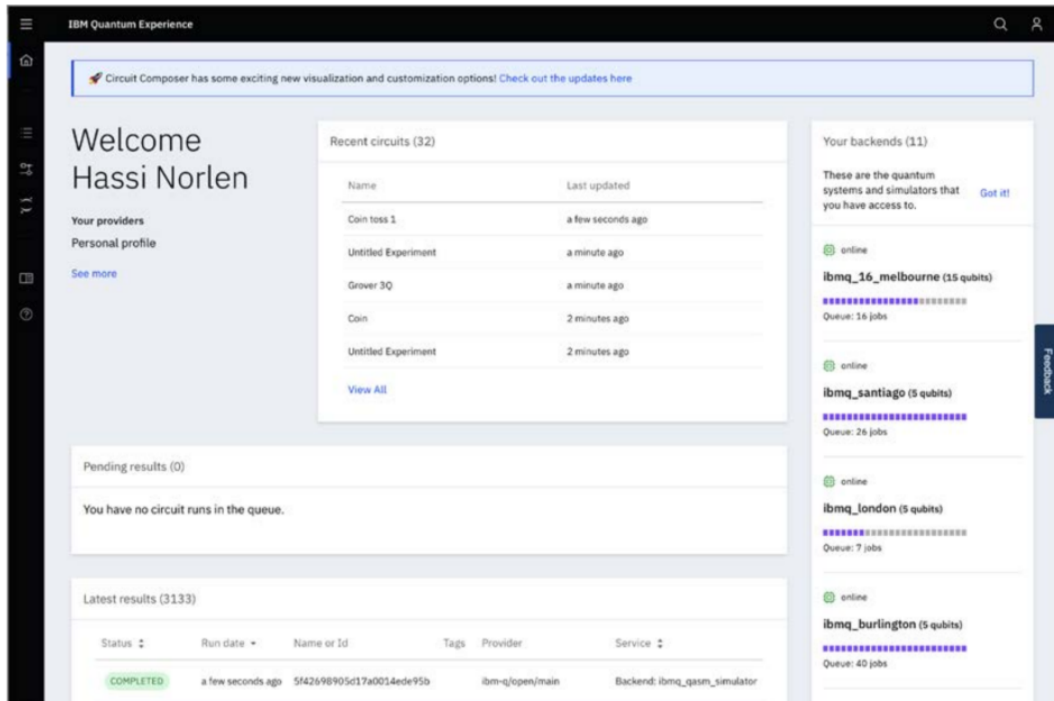 IBM Quantum Experience
🚀 Circuit Composer has some exciting new visualization and customization options! Check out the updates here
Welcome
Hassi Norlen
Your providers
Personal profile
See more
Recent circuits (32)
Name Last updated
Coin toss 1 a few seconds ago
Untitled Experiment a minute ago
Grover 3Q a minute ago
Coin 2 minutes ago
Untitled Experiment 2 minutes ago
View All
Pending results (0)
You have no circuit runs in the queue.
Latest results (3133)
Status Run date Name or Id Tags Provider Service
COMPLETED a few seconds ago 5f42698905d17a0014ede95b ibm-q/open/main Backend: ibmq_qasm_simulator
Your backends (11)
These are the quantum
systems and simulators that
you have access to.
Got it!
online
ibmq_16_melbourne (15 qubits)
Queue: 16 jobs
online
ibmq_santiago (5 qubits)
Queue: 26 jobs
online
ibmq_london (5 qubits)
Queue: 7 jobs
online
ibmq_burlington (5 qubits)
Queue: 40 jobs
Feedback